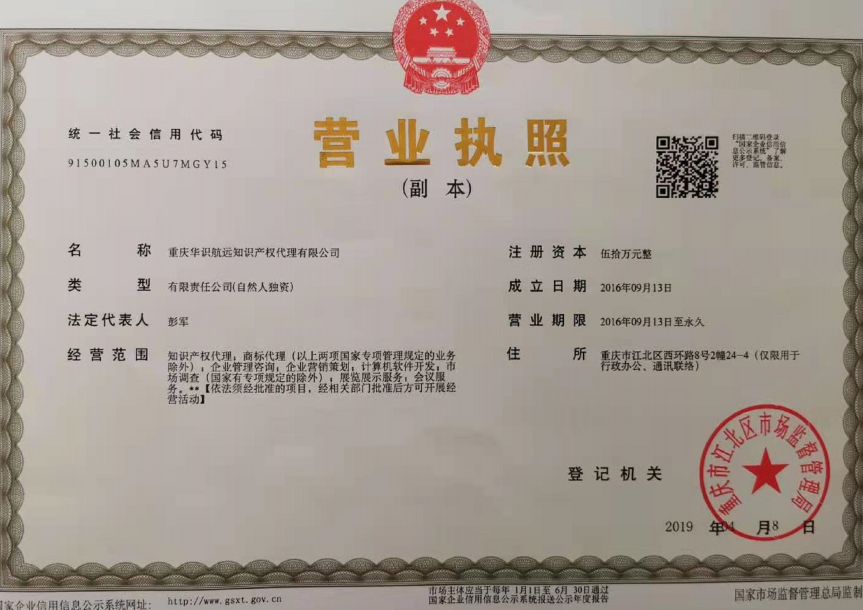 统一社会信用代码
91500105MA5U7MGY15
营业执照
(副 本)
扫描二维码登录
“国家企业信用信
息公示系统”了解
更多登记、备案、
许可、监管信息。
名 称 重庆华识航远知识产权代理有限公司
类 型 有限责任公司(自然人独资)
法定代表人 彭军
经营范围 知识产权代理；商标代理（以上两项国家专项管理规定的业务
除外）；企业管理咨询；企业营销策划；计算机软件开发；市
场调查（国家有专项规定的除外）；展览展示服务；会议服
务。**【依法须经批准的项目，经相关部门批准后方可开展经
营活动】
注册资本 伍拾万元整
成立日期 2016年09月13日
营业期限 2016年09月13日至永久
住 所 重庆市江北区西环路8号2幢24-4（仅限用于
行政办公、通讯联络）
登记机关
重庆市江北区市场监督管理局
2019 年04 月8 日
国家企业信用信息公示系统网址: http://www.gsxt.gov.cn
市场主体应当于每年 1月1日至 6月 30日通过
国家企业信用信息公示系统报送公示年度报告
国家市场监督管理总局监制